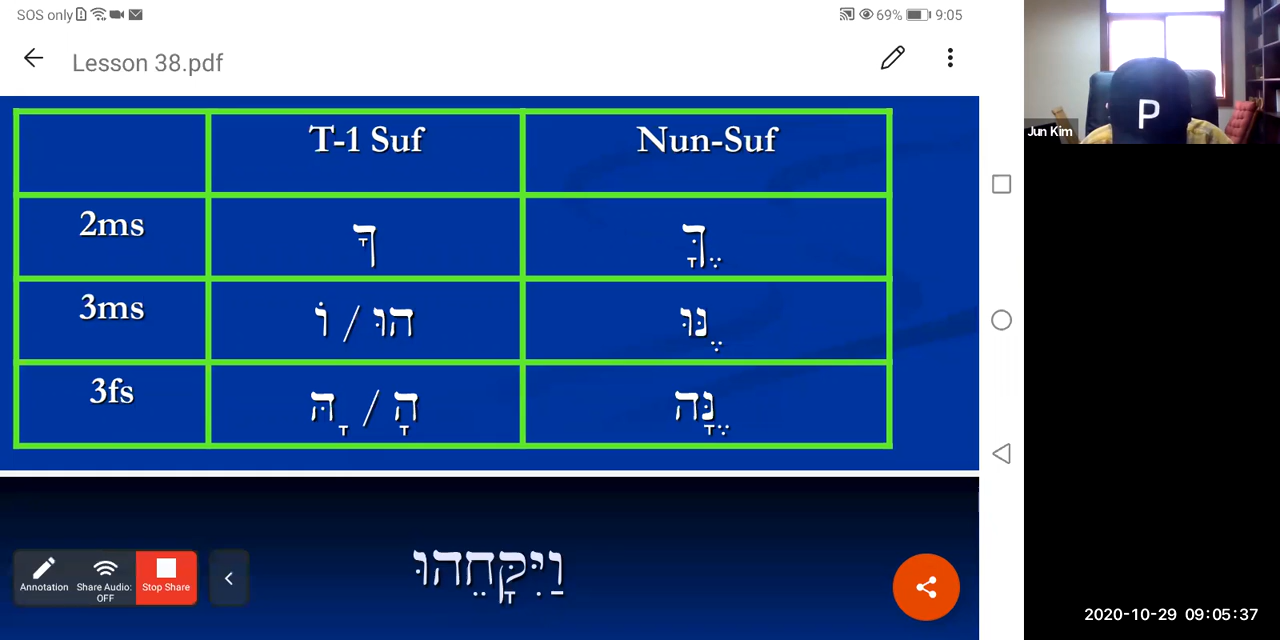 SOS only 69% 9:05
Lesson 38.pdf
T-1 Suf Nun-Suf
2ms ךָ ֶךָּ
3ms הוּ / וֹ ֶנּוּ
3fs הָ / ָהּ ֶנָּה
וַיִּקָּחֵהוּ
Annotation Share Audio: OFF Stop Share
P
Jun Kim
2020-10-29 09:05:37